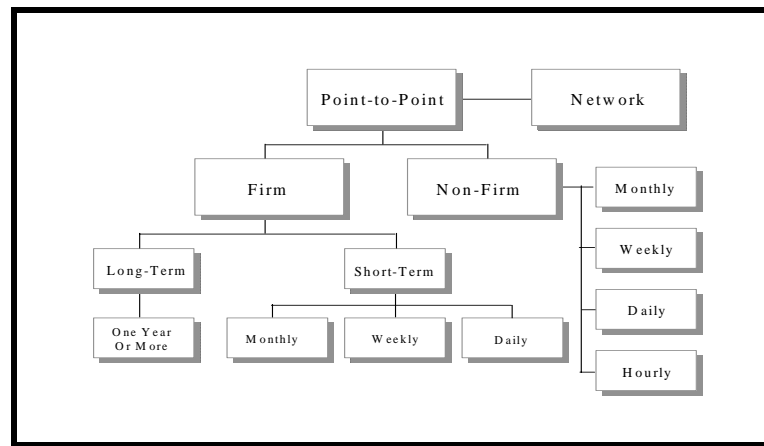 Point-to-Point
Network
Firm
Non-Firm
Monthly
Weekly
Daily
Hourly
Long-Term
Short-Term
One Year
Or More
Monthly
Weekly
Daily